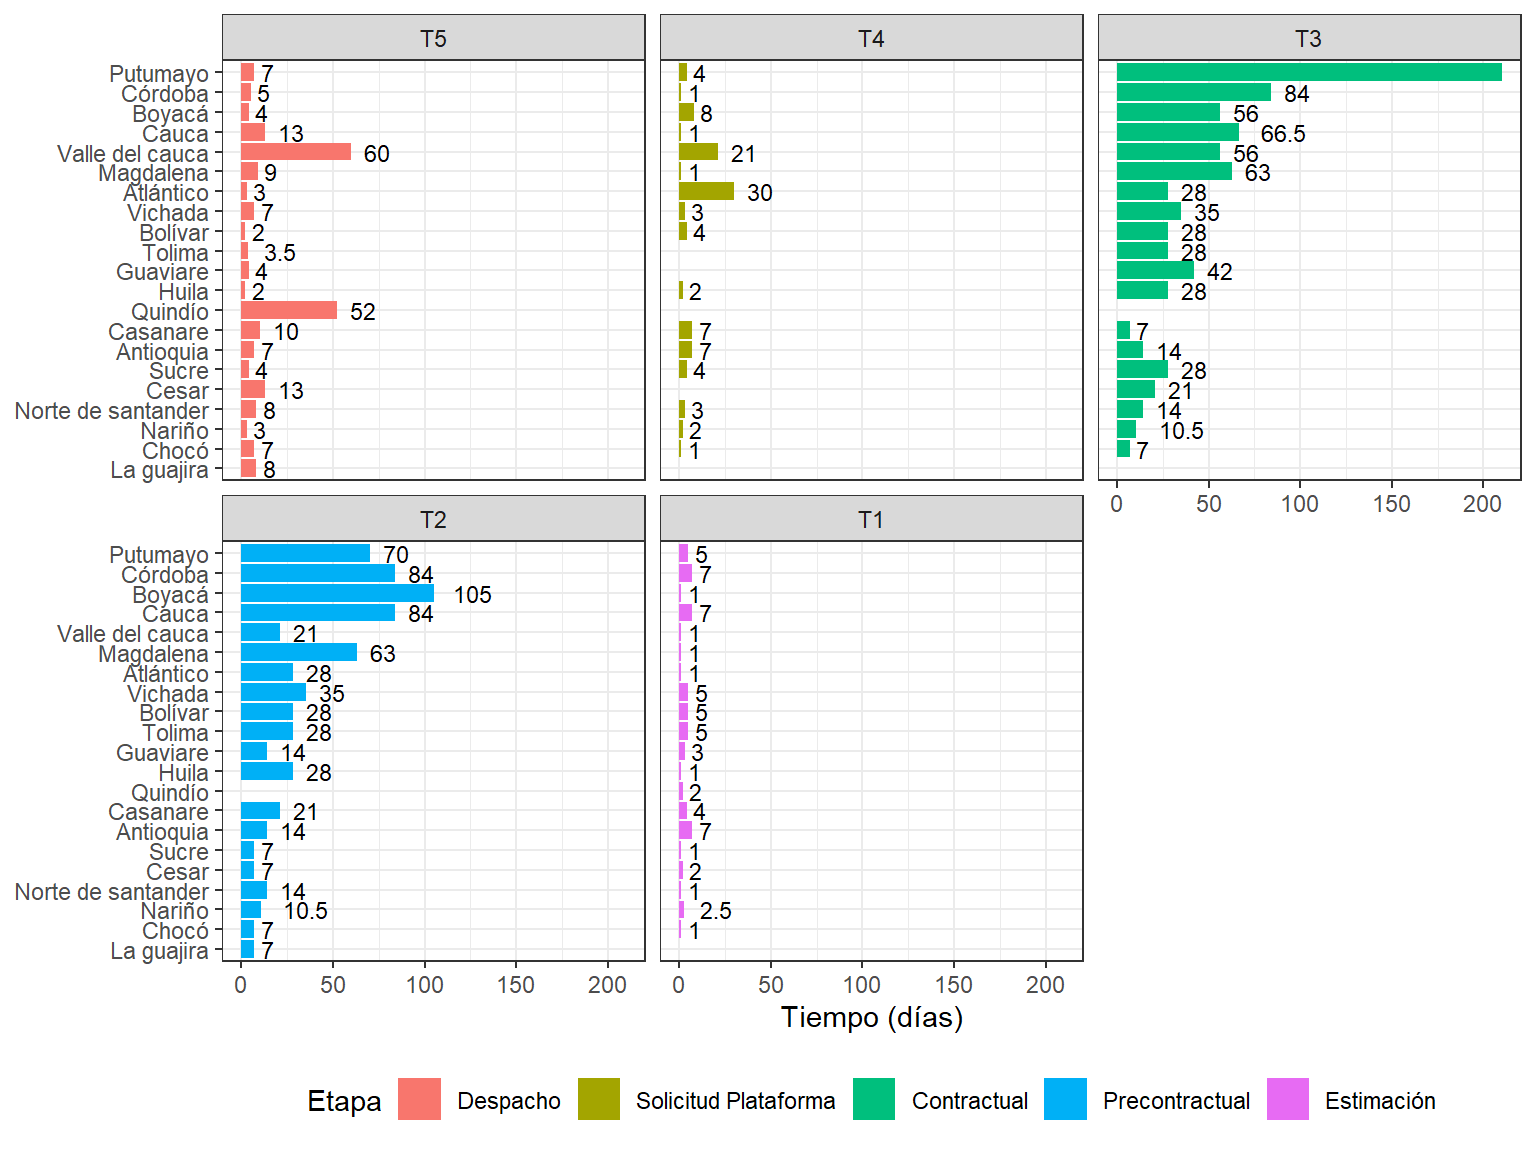 T5
T4
T3
Putumayo 7 4
Córdoba 5 1 84
Boyacá 4 8 56
Cauca 13 1 66.5
Valle del cauca 60 21 56
Magdalena 9 1 63
Atlántico 3 30 28
Vichada 7 3 35
Bolívar 2 4 28
Tolima 3.5 28
Guaviare 4 42
Huila 2 2 28
Quindío 52
Casanare 10 7 7
Antioquia 7 7 14
Sucre 4 4 28
Cesar 13 21
Norte de santander 8 3 14
Nariño 3 2 10.5
Chocó 7 1 7
La guajira 8
0 50 100 150 200
T2
T1
Putumayo 70 5
Córdoba 84 7
Boyacá 105 1
Cauca 84 7
Valle del cauca 21 1
Magdalena 63 1
Atlántico 28 1
Vichada 35 5
Bolívar 28 5
Tolima 28 5
Guaviare 14 3
Huila 28 1
Quindío 2
Casanare 21 4
Antioquia 14 7
Sucre 7 1
Cesar 7 2
Norte de santander 14 1
Nariño 10.5 2.5
Chocó 7 1
La guajira 7
0 50 100 150 200
0 50 100 150 200
Tiempo (días)
Etapa Despacho Solicitud Plataforma Contractual Precontractual Estimación